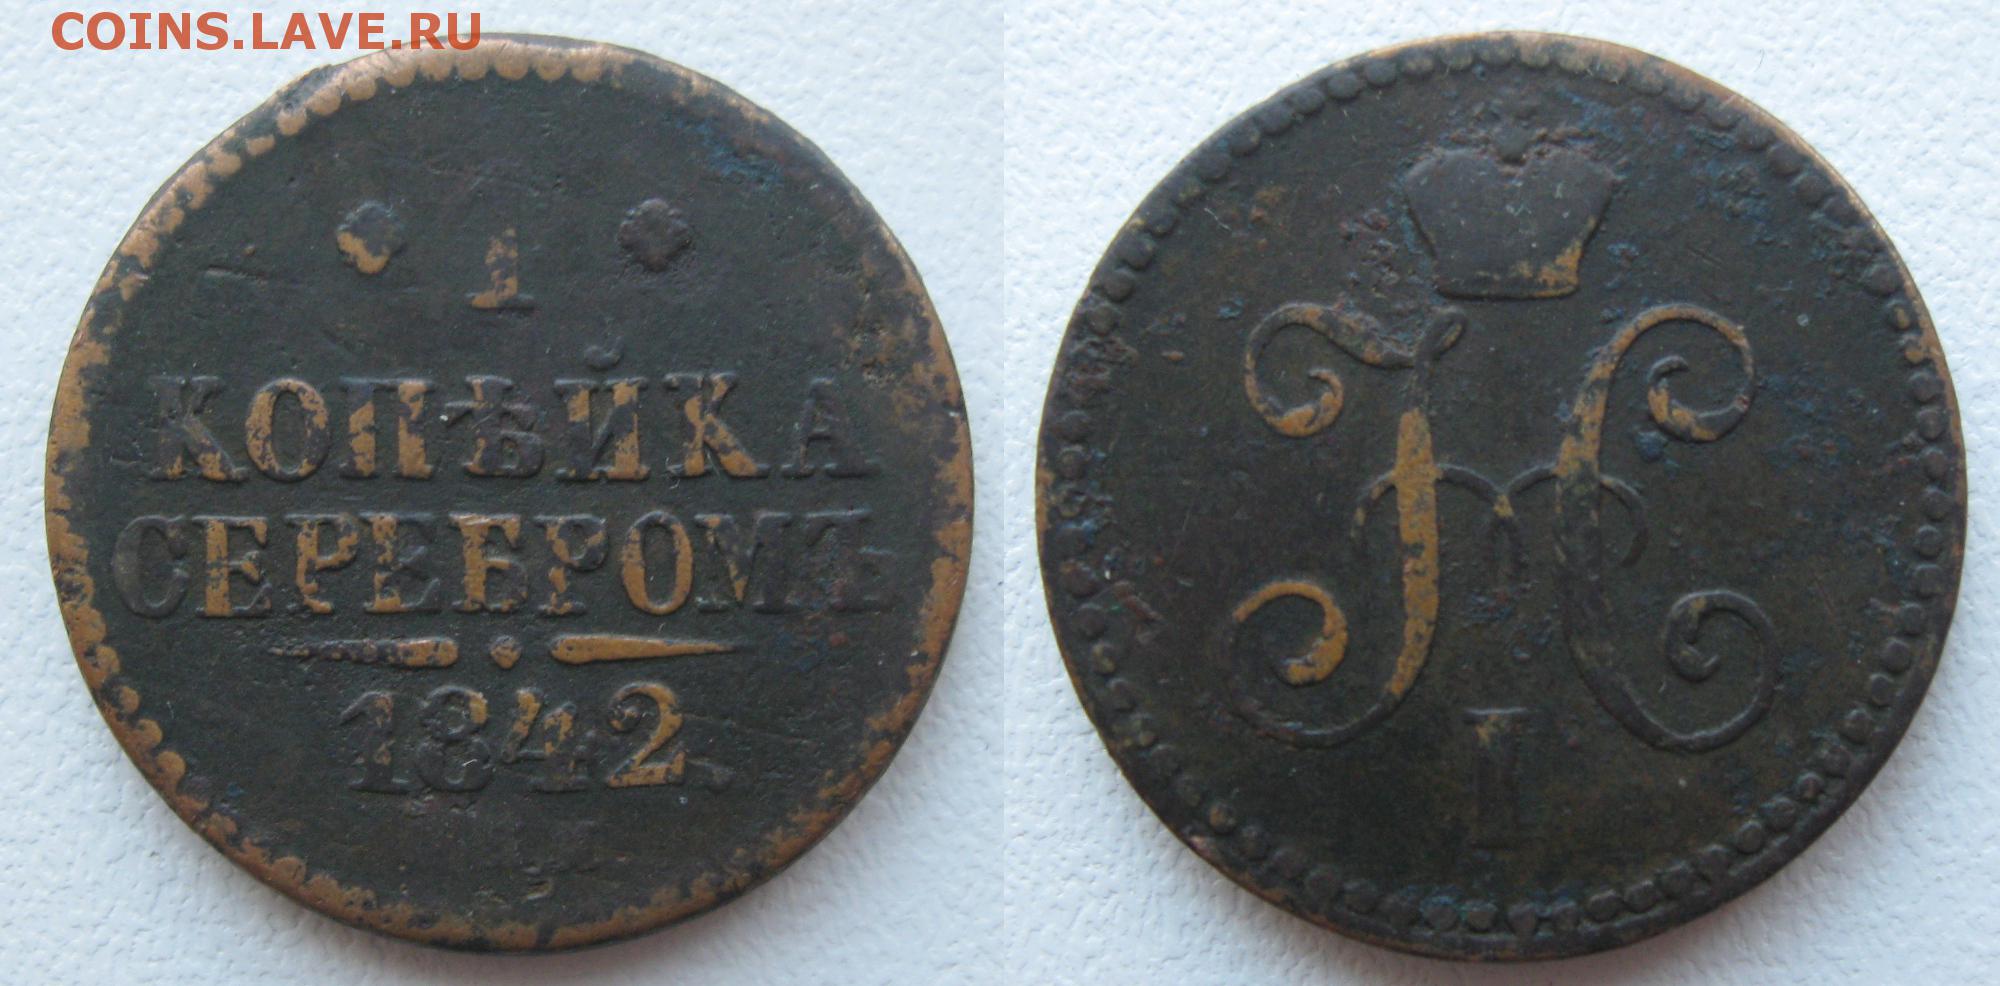 COINS.LAVE.RU
1
КОПѢЙКА
СЕРЕБРОМЪ
1842
I